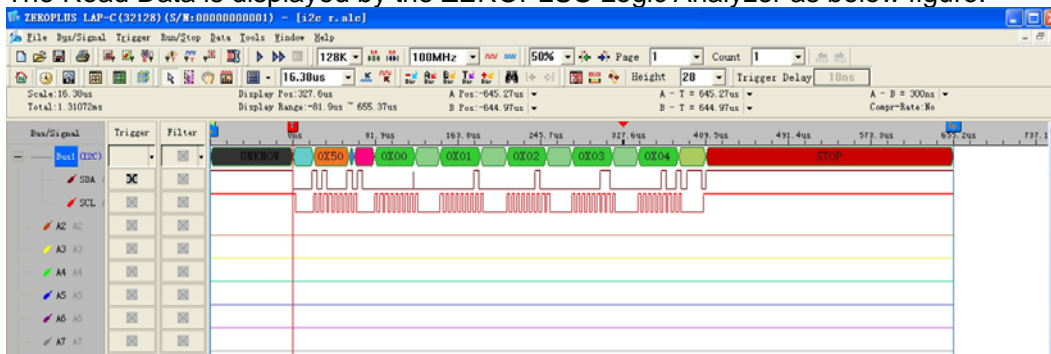 The Read Data is displayed by the ZEROPLUS Logic Analyzer as below figure.
ZEROPLUS LAP-C(32128)(S/N:00000000001) - [i2c r.alc]
File Bus/Signal Trigger Run/Stop Data Tools Window Help
128K 100MHz 50% Page 1 Count 1
16.38us Height 28 Trigger Delay 10ns
Scale:16.38us Display Pos:327.6us A Pos:-645.27us A - T = 645.27us A - B = 300ns
Total:1.31072ms Display Range:-81.9us ~ 655.37us B Pos:-644.97us B - T = 644.97us Compr-Rate:No
Bus/Signal Trigger Filter 0ns 81.9us 163.8us 245.7us 327.6us 409.5us 491.4us 573.3us 655.2us 737.1
Bus1 (I2C) UNKNOW 0X50 0X00 0X01 0X02 0X03 0X04 STOP
SDA
SCL
A2 A2
A3 A3
A4 A4
A5 A5
A6 A6
A7 A7